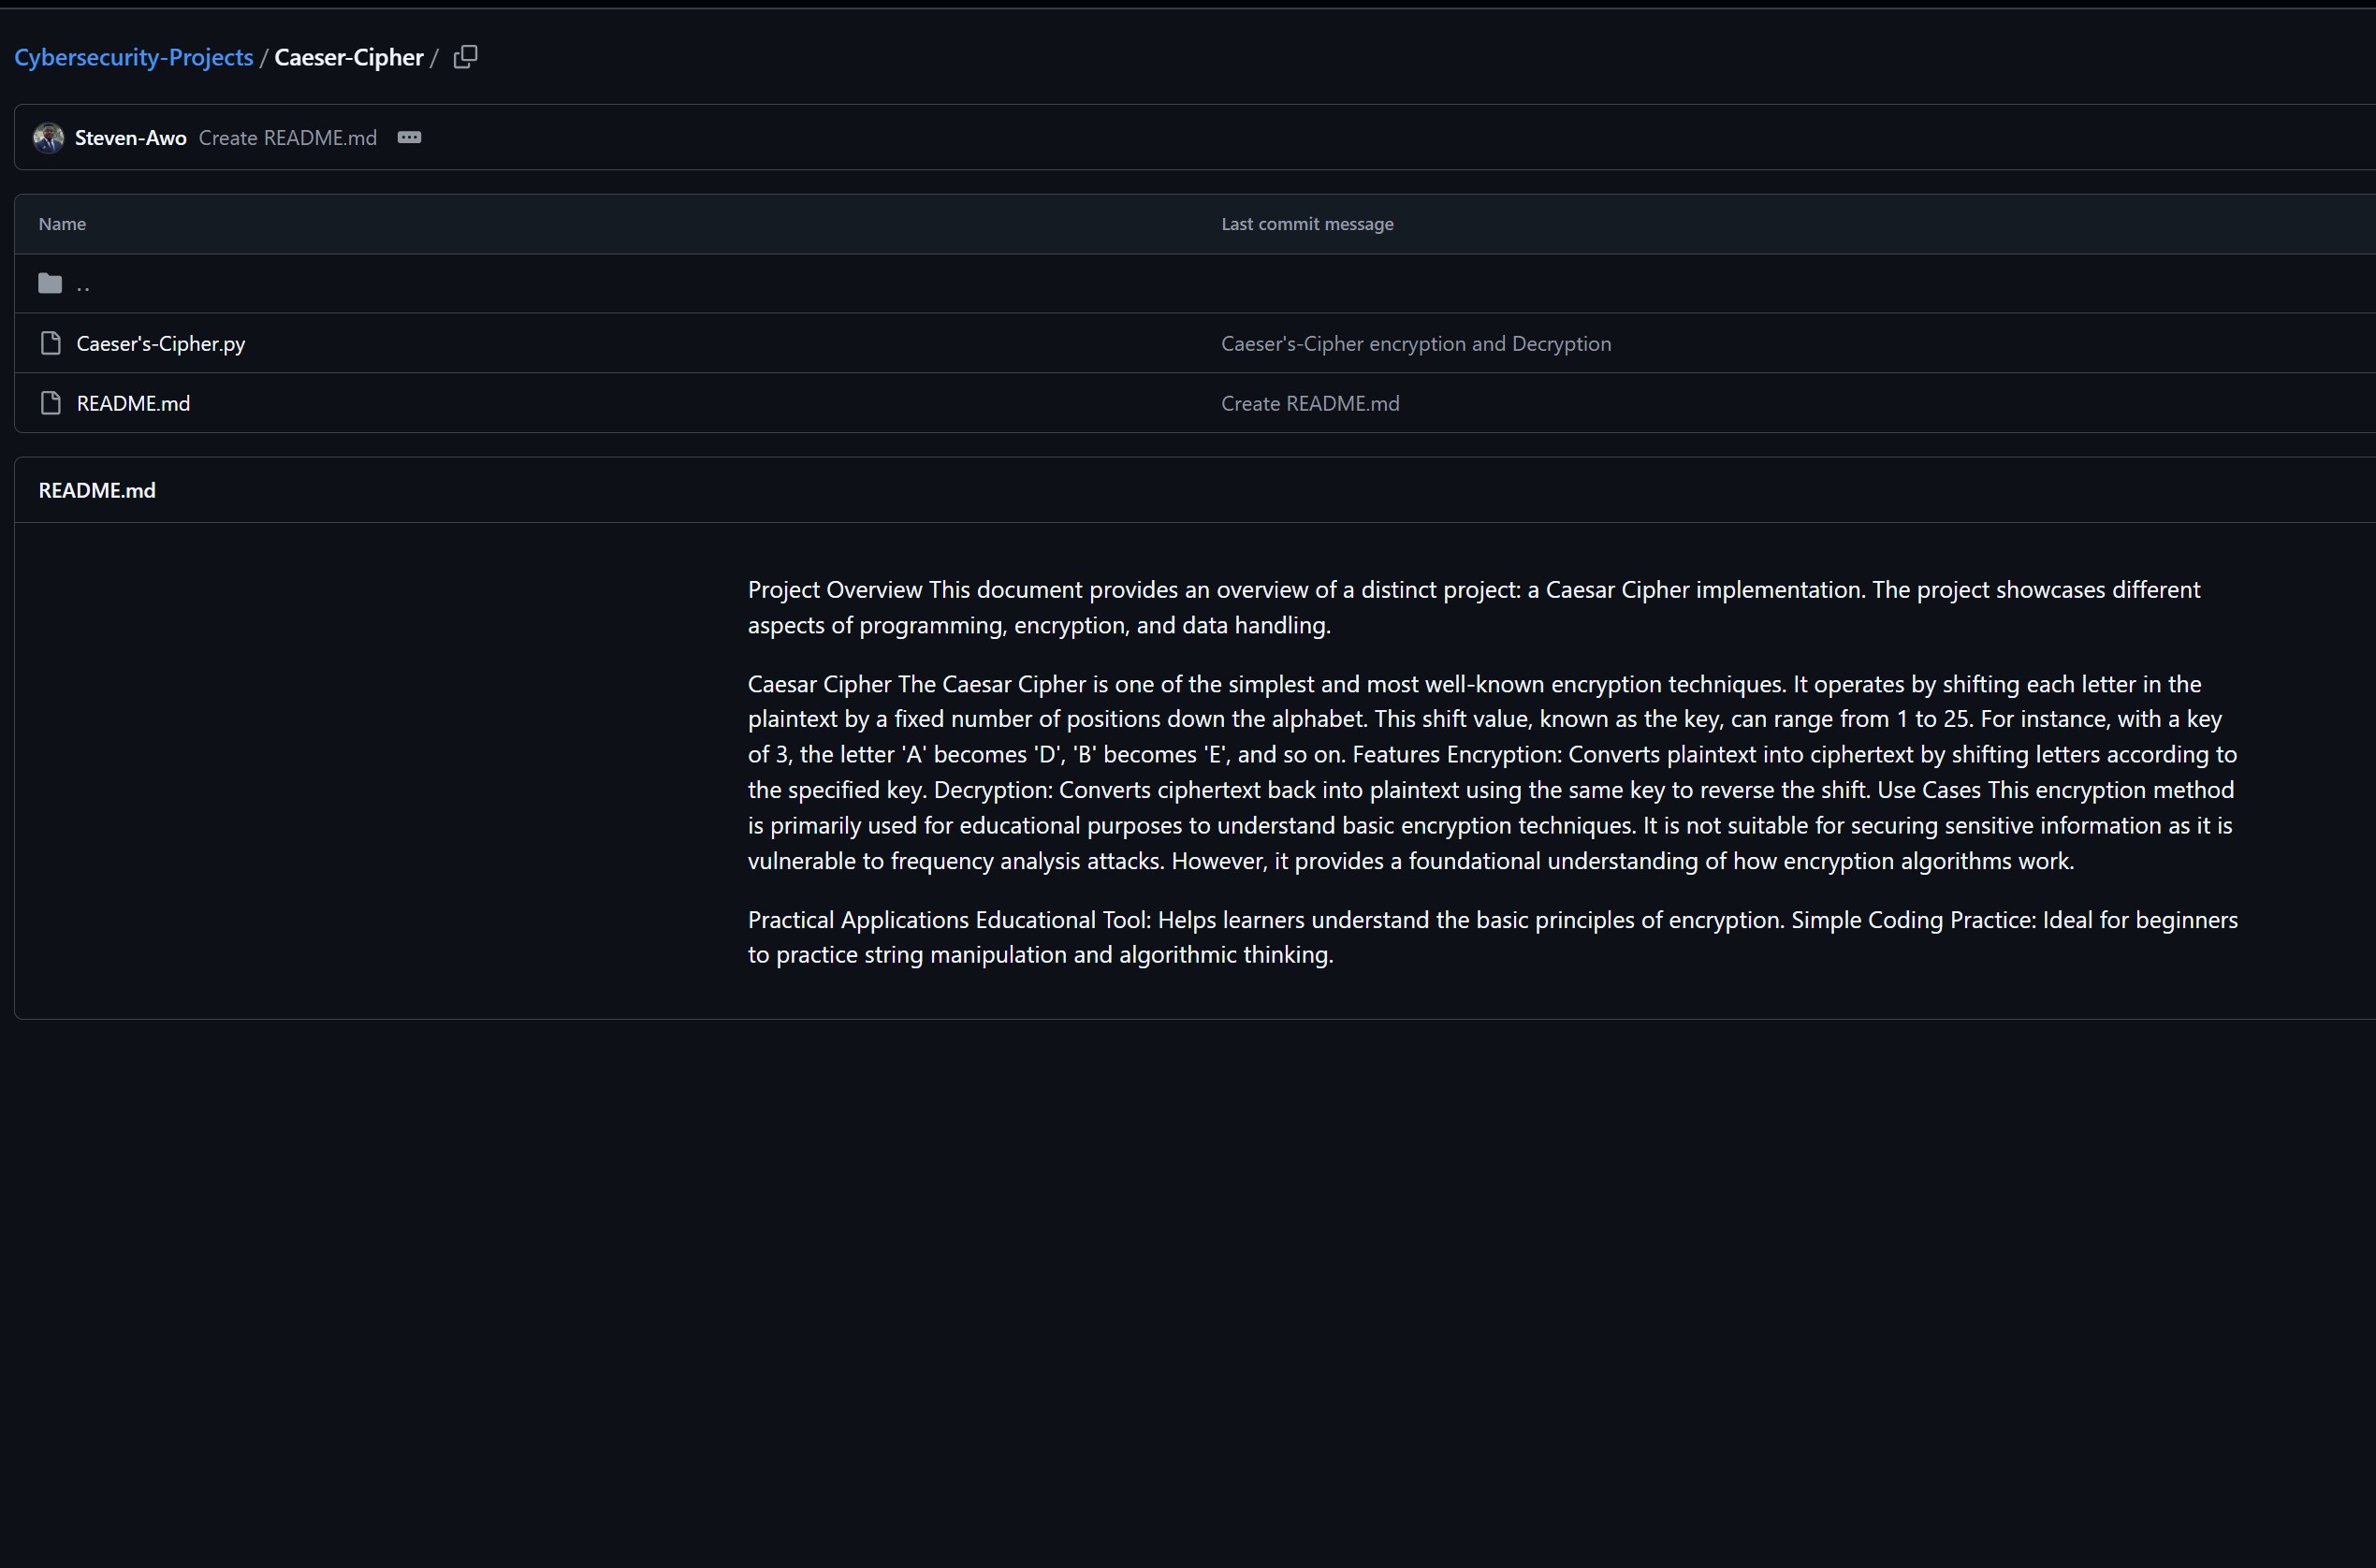 Cybersecurity-Projects / Caeser-Cipher /
Steven-Awo Create README.md
Name Last commit message
..
Caeser's-Cipher.py Caeser's-Cipher encryption and Decryption
README.md Create README.md
README.md
Project Overview This document provides an overview of a distinct project: a Caesar Cipher implementation. The project showcases different
aspects of programming, encryption, and data handling.
Caesar Cipher The Caesar Cipher is one of the simplest and most well-known encryption techniques. It operates by shifting each letter in the
plaintext by a fixed number of positions down the alphabet. This shift value, known as the key, can range from 1 to 25. For instance, with a key
of 3, the letter 'A' becomes 'D', 'B' becomes 'E', and so on. Features Encryption: Converts plaintext into ciphertext by shifting letters according to
the specified key. Decryption: Converts ciphertext back into plaintext using the same key to reverse the shift. Use Cases This encryption method
is primarily used for educational purposes to understand basic encryption techniques. It is not suitable for securing sensitive information as it is
vulnerable to frequency analysis attacks. However, it provides a foundational understanding of how encryption algorithms work.
Practical Applications Educational Tool: Helps learners understand the basic principles of encryption. Simple Coding Practice: Ideal for beginners
to practice string manipulation and algorithmic thinking.